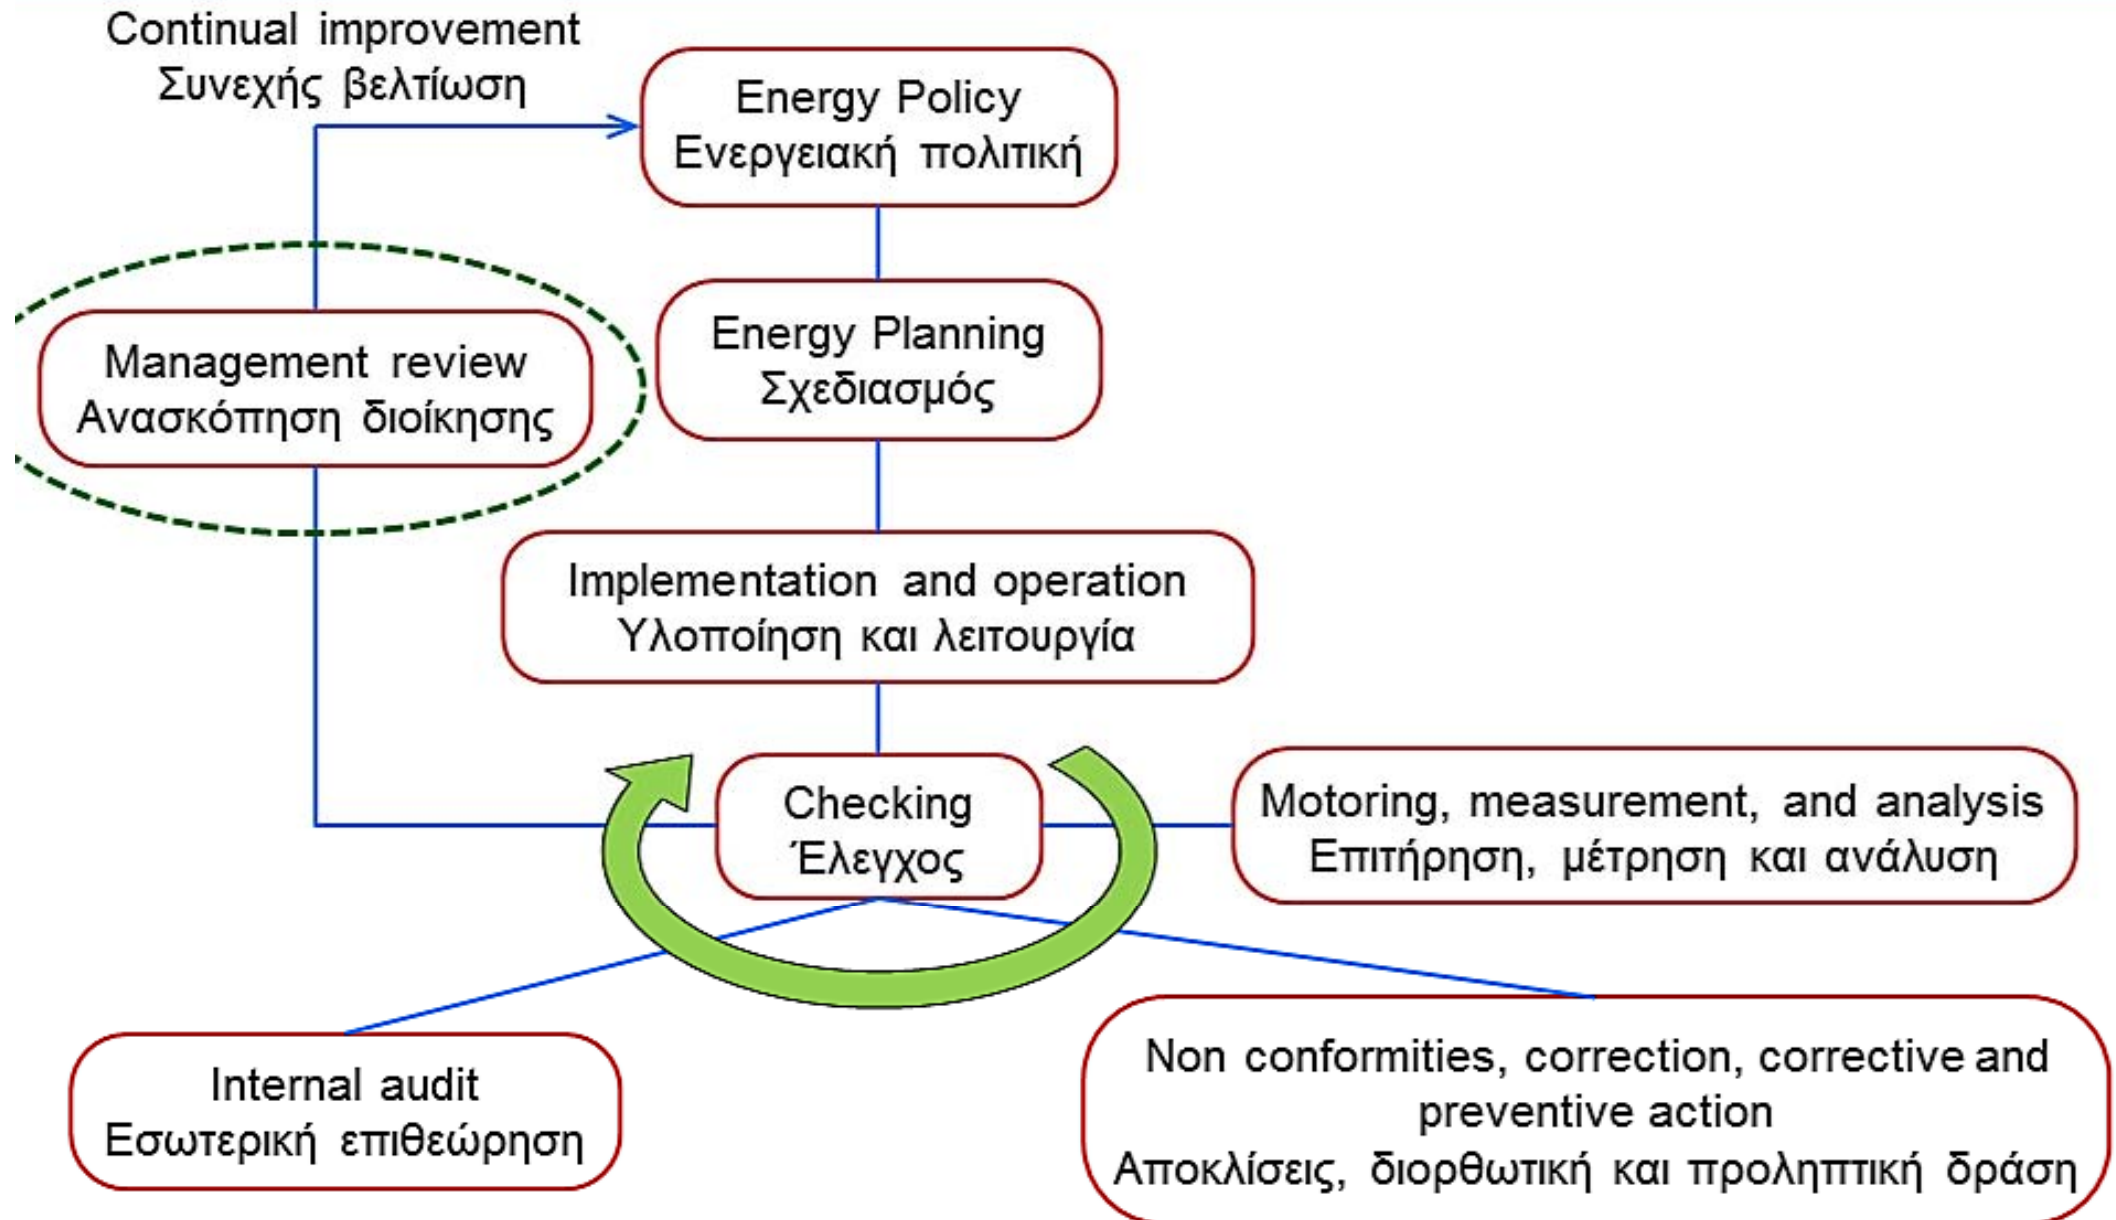 Continual improvement
Συνεχής βελτίωση
Energy Policy
Ενεργειακή πολιτική
Energy Planning
Σχεδιασμός
Management review
Ανασκόπηση διοίκησης
Implementation and operation
Υλοποίηση και λειτουργία
Checking
Έλεγχος
Motoring, measurement, and analysis
Επιτήρηση, μέτρηση και ανάλυση
Internal audit
Εσωτερική επιθεώρηση
Non conformities, correction, corrective and
preventive action
Αποκλίσεις, διορθωτική και προληπτική δράση